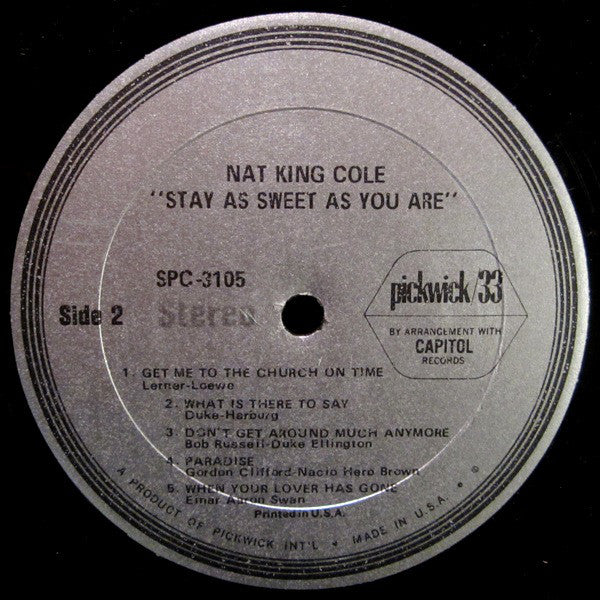 NAT KING COLE
"STAY AS SWEET AS YOU ARE"
SPC-3105
Side 2 Stereo
pickwick/33
BY ARRANGEMENT WITH
CAPITOL
RECORDS
1. GET ME TO THE CHURCH ON TIME
Lerner-Loewe
2. WHAT IS THERE TO SAY
Duke-Harburg
3. DON'T GET AROUND MUCH ANYMORE
Bob Russell-Duke Ellington
4. PARADISE
Gordon Clifford-Nacio Herb Brown
5. WHEN YOUR LOVER HAS GONE
Einar Aaron Swan
Printed in U.S.A.
A PRODUCT OF PICKWICK INT'L • MADE IN U.S.A. •